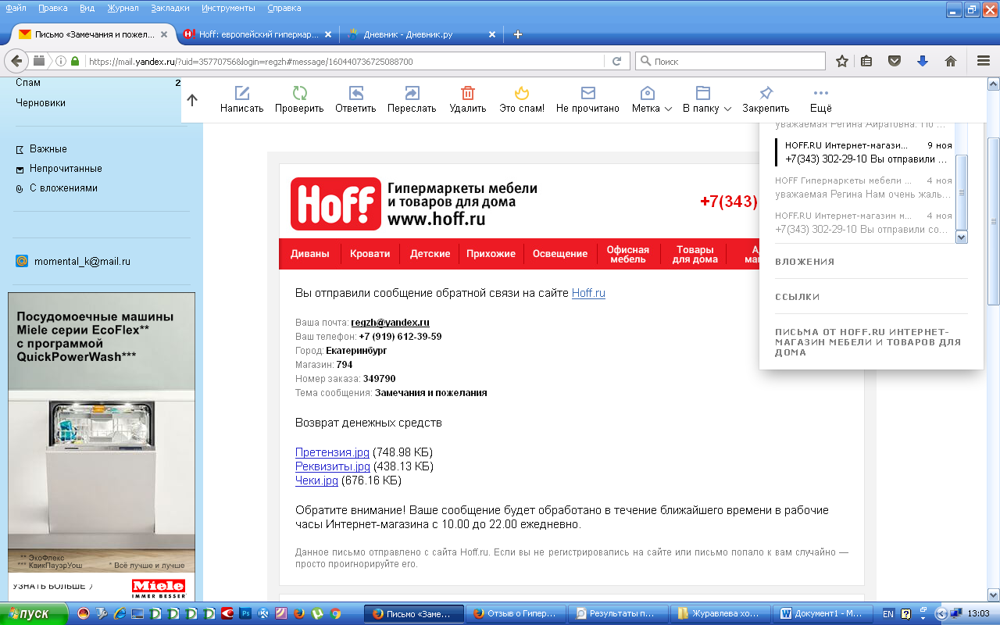 Файл Правка Вид Журнал Закладки Инструменты Справка
Письмо «Замечания и пожел...
Hoff: европейский гипермар...
Дневник - Дневник.ру
https://mail.yandex.ru/?uid=35770756&login=regzh#message/160440736725088700
Поиск
Спам 2
Черновики
Важные
Непрочитанные
С вложениями
momental_k@mail.ru
Посудомоечные машины
Miele серии EcoFlex**
с программой
QuickPowerWash***
** ЭкоФлекс
*** КвикПауэрУош
* Всё лучше и лучше
УЗНАТЬ БОЛЬШЕ
Miele
IMMER BESSER
Написать Проверить Ответить Переслать Удалить Это спам! Не прочитано Метка В папку Закрепить Ещё
уважаемая Регина Айратовна. По ...
HOFF.RU Интернет-магази... 9 ноя
+7(343) 302-29-10 Вы отправили ...
HOFF Гипермаркеты мебели ... 4 ноя
уважаемая Регина Нам очень жаль...
HOFF.RU Интернет-магазин м... 4 ноя
+7(343) 302-29-10 Вы отправили со...
ВЛОЖЕНИЯ
ССЫЛКИ
ПИСЬМА ОТ HOFF.RU ИНТЕРНЕТ-
МАГАЗИН МЕБЕЛИ И ТОВАРОВ ДЛЯ
ДОМА
Hoff
Гипермаркеты мебели
и товаров для дома
www.hoff.ru
+7(343)
Диваны Кровати Детские Прихожие Освещение Офисная мебель Товары для дома
Вы отправили сообщение обратной связи на сайте Hoff.ru
Ваша почта: regzh@yandex.ru
Ваш телефон: +7 (919) 612-39-59
Город: Екатеринбург
Магазин: 794
Номер заказа: 349790
Тема сообщения: Замечания и пожелания
Возврат денежных средств
Претензия.jpg (748.98 КБ)
Реквизиты.jpg (438.13 КБ)
Чеки.jpg (676.16 КБ)
Обратите внимание! Ваше сообщение будет обработано в течение ближайшего времени в рабочие
часы Интернет-магазина с 10.00 до 22.00 ежедневно.
Данное письмо отправлено с сайта Hoff.ru. Если вы не регистрировались на сайте или письмо попало к вам случайно —
просто проигнорируйте его.
пуск
Письмо «Заме...
Отзыв о Гипер...
Результаты п...
Журавлева хо...
Документ1 - M...
EN
13:03